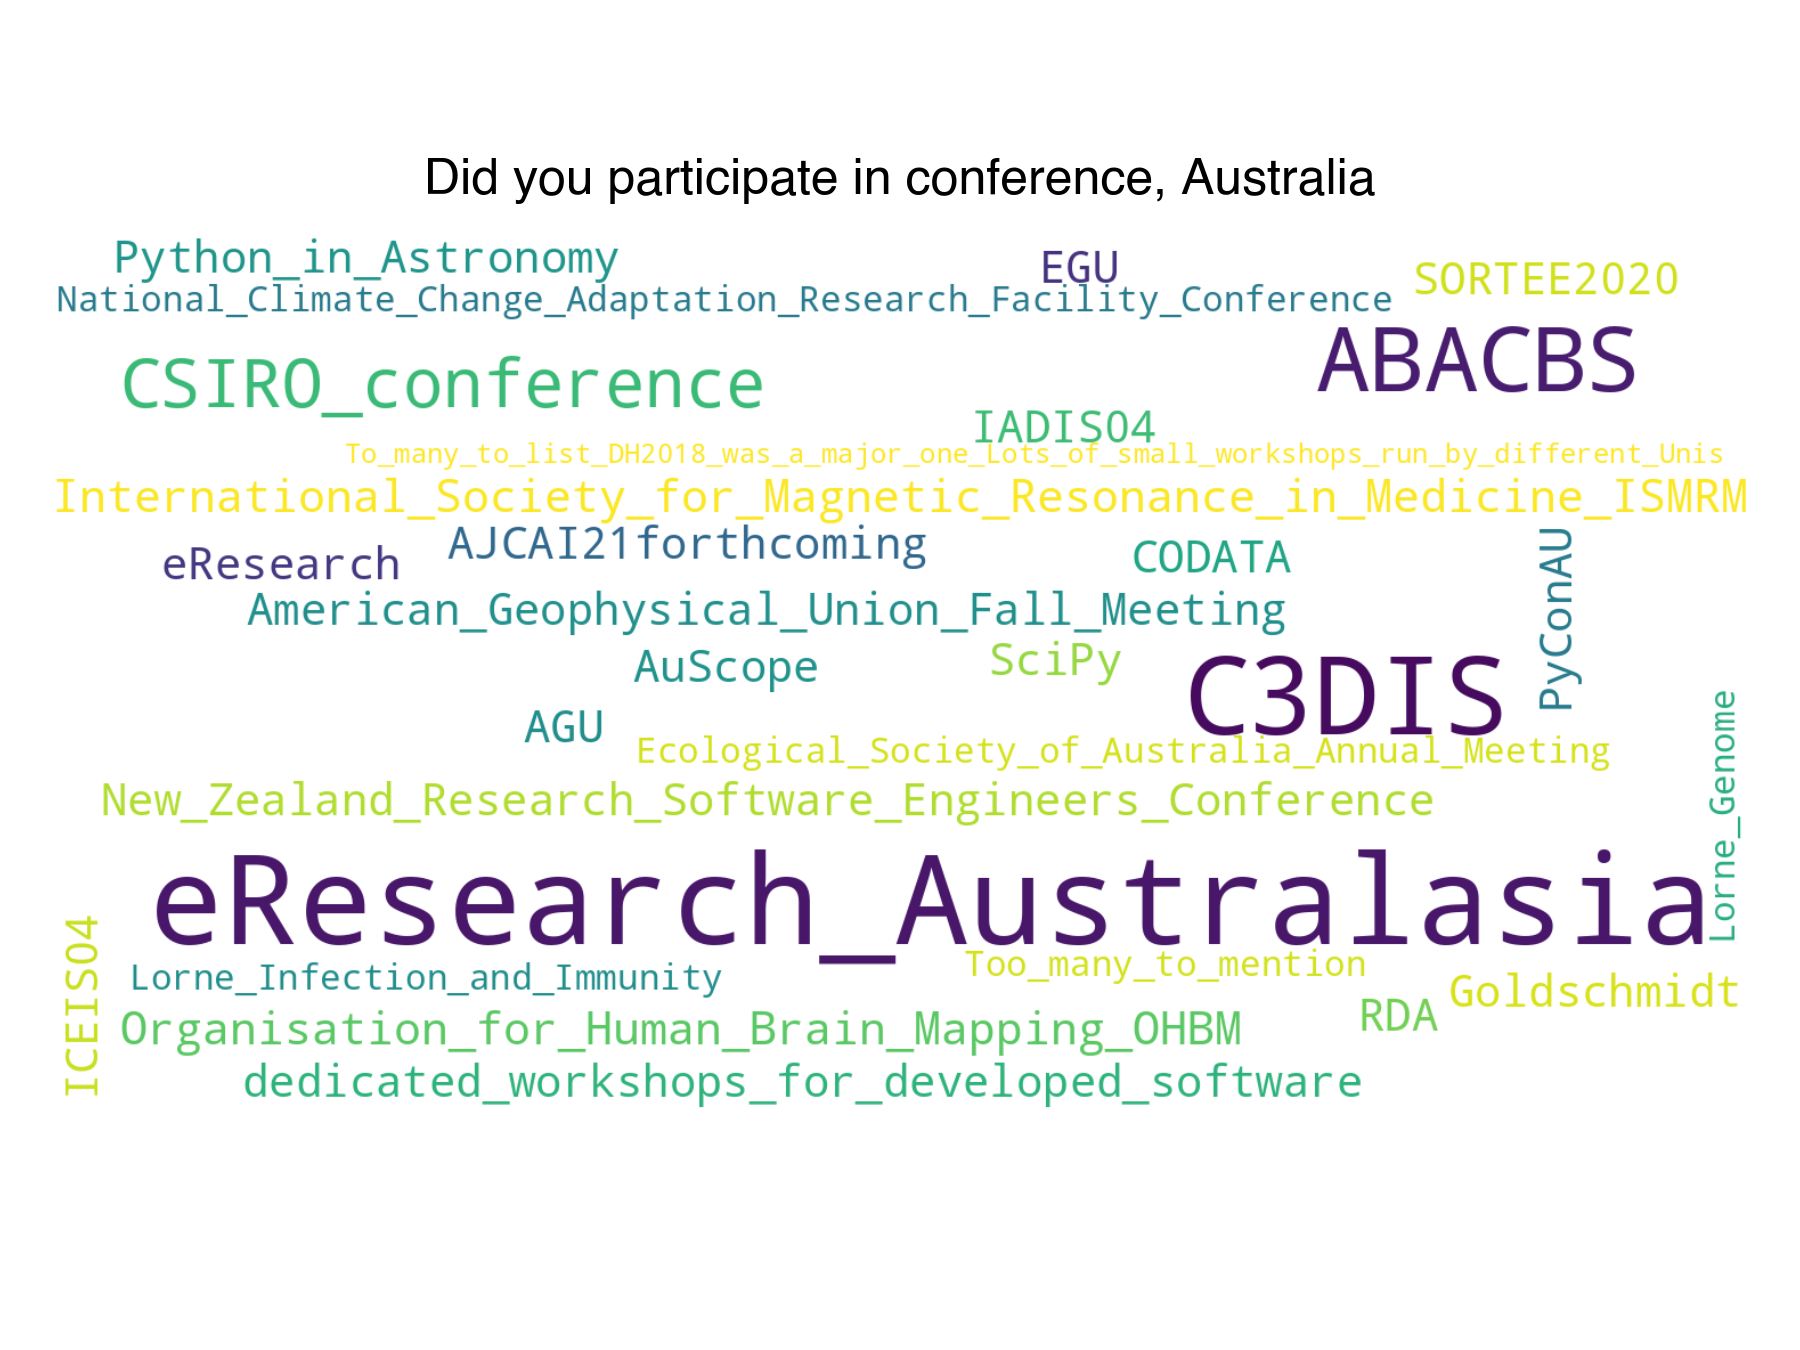 Did you participate in conference, Australia
Python_in_Astronomy
EGU
SORTEE2020
National_Climate_Change_Adaptation_Research_Facility_Conference
ABACBS
CSIRO_conference
IADIS04
To_many_to_list_DH2018_was_a_major_one_Lots_of_small_workshops_run_by_different_Unis
International_Society_for_Magnetic_Resonance_in_Medicine_ISMRM
AJCAI21forthcoming
eResearch
CODATA
PyConAU
American_Geophysical_Union_Fall_Meeting
AuScope
SciPy
C3DIS
AGU
Ecological_Society_of_Australia_Annual_Meeting
Lorne_Genome
New_Zealand_Research_Software_Engineers_Conference
eResearch_Australasia
ICEIS04
Lorne_Infection_and_Immunity
Too_many_to_mention
Goldschmidt
RDA
Organisation_for_Human_Brain_Mapping_OHBM
dedicated_workshops_for_developed_software